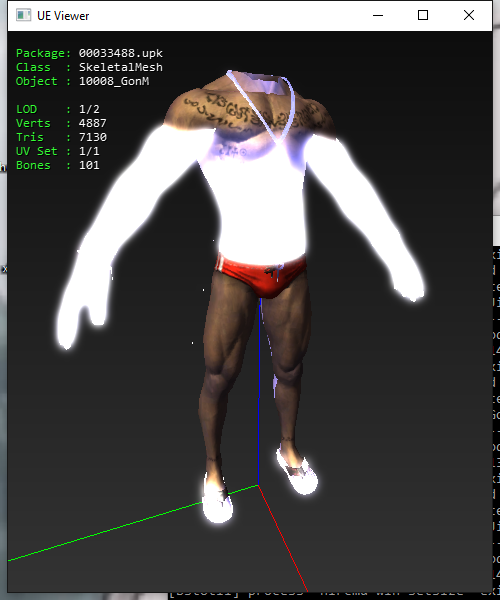 UE Viewer
Package: 00033488.upk
Class : SkeletalMesh
Object : 10008_GonM
LOD : 1/2
Verts : 4887
Tris : 7130
UV Set : 1/1
Bones : 101